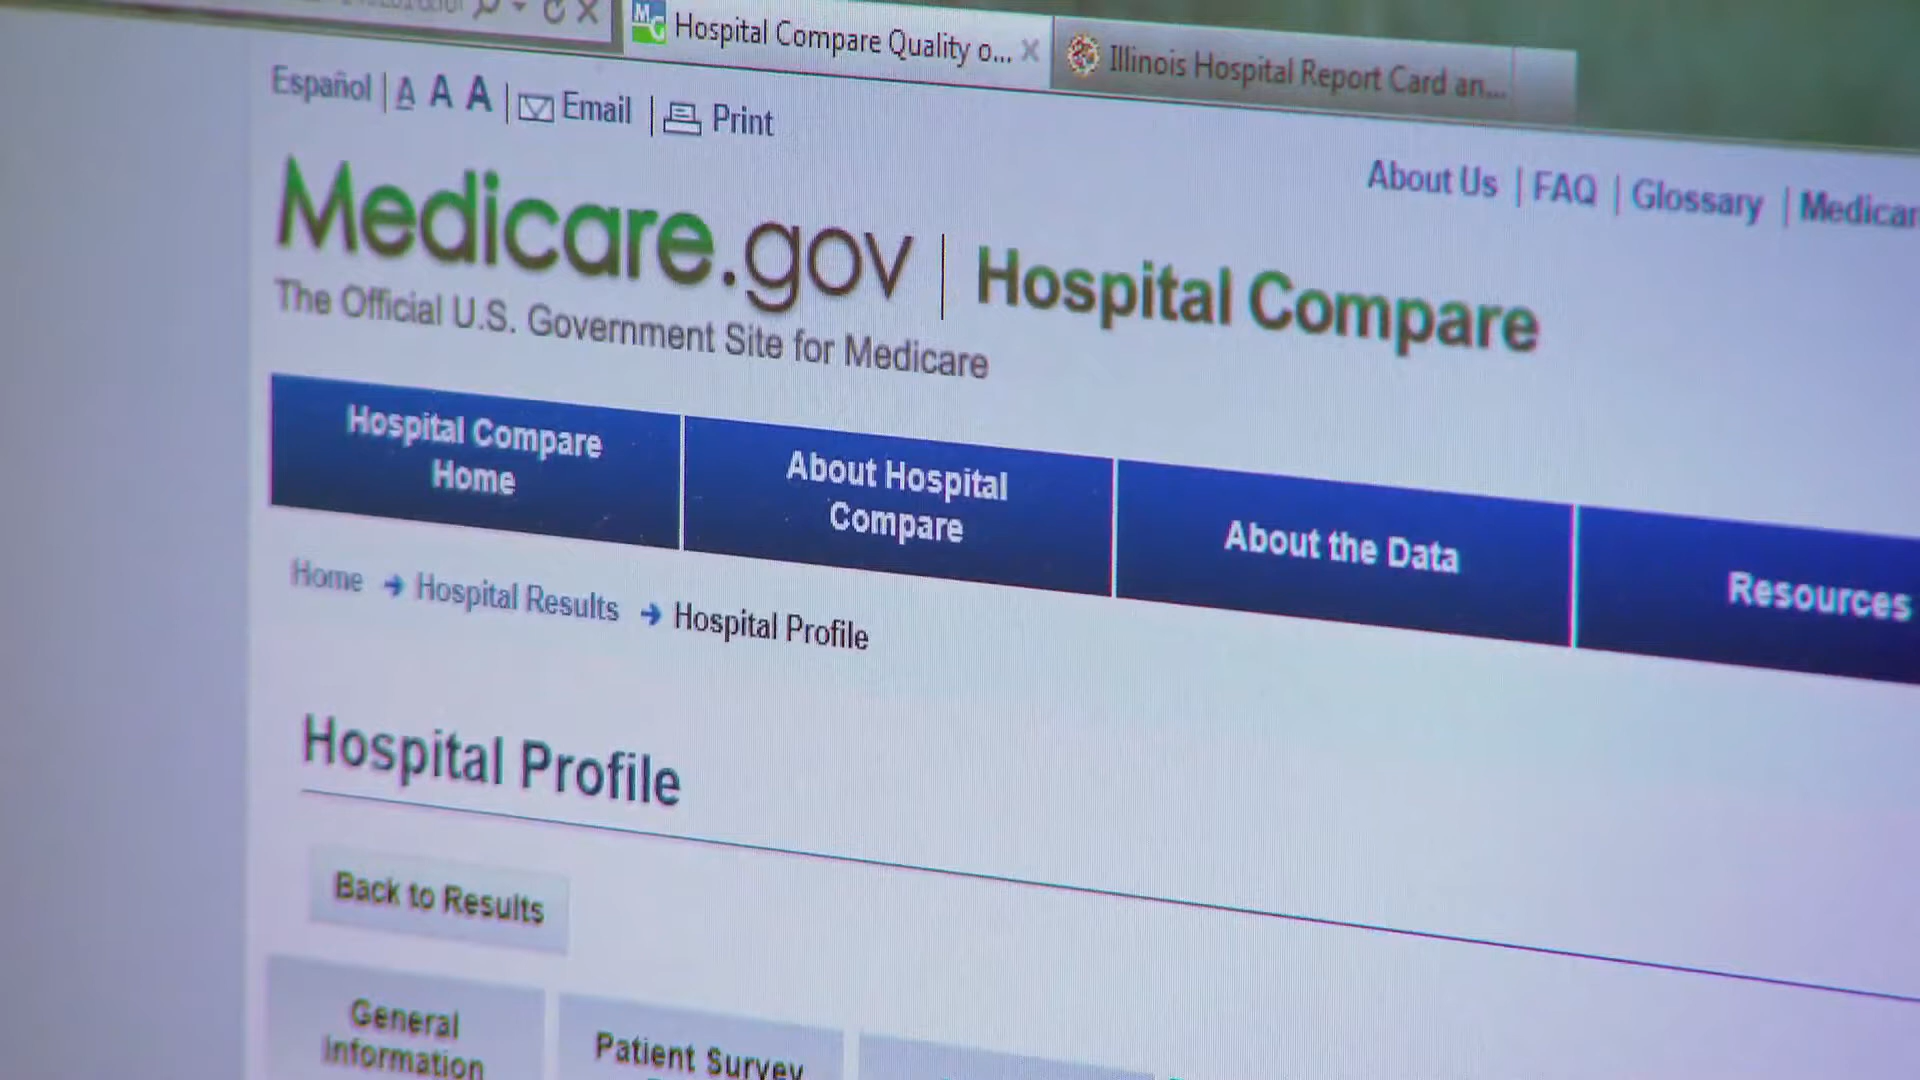 Hospital Compare Quality o...
Illinois Hospital Report Card an...
Español | A A A | Email | Print
About Us | FAQ | Glossary | Medicar
Medicare.gov | Hospital Compare
The Official U.S. Government Site for Medicare
Hospital Compare
Home
About Hospital
Compare
About the Data
Resources
Home → Hospital Results → Hospital Profile
Hospital Profile
Back to Results
General
Information
Patient Survey